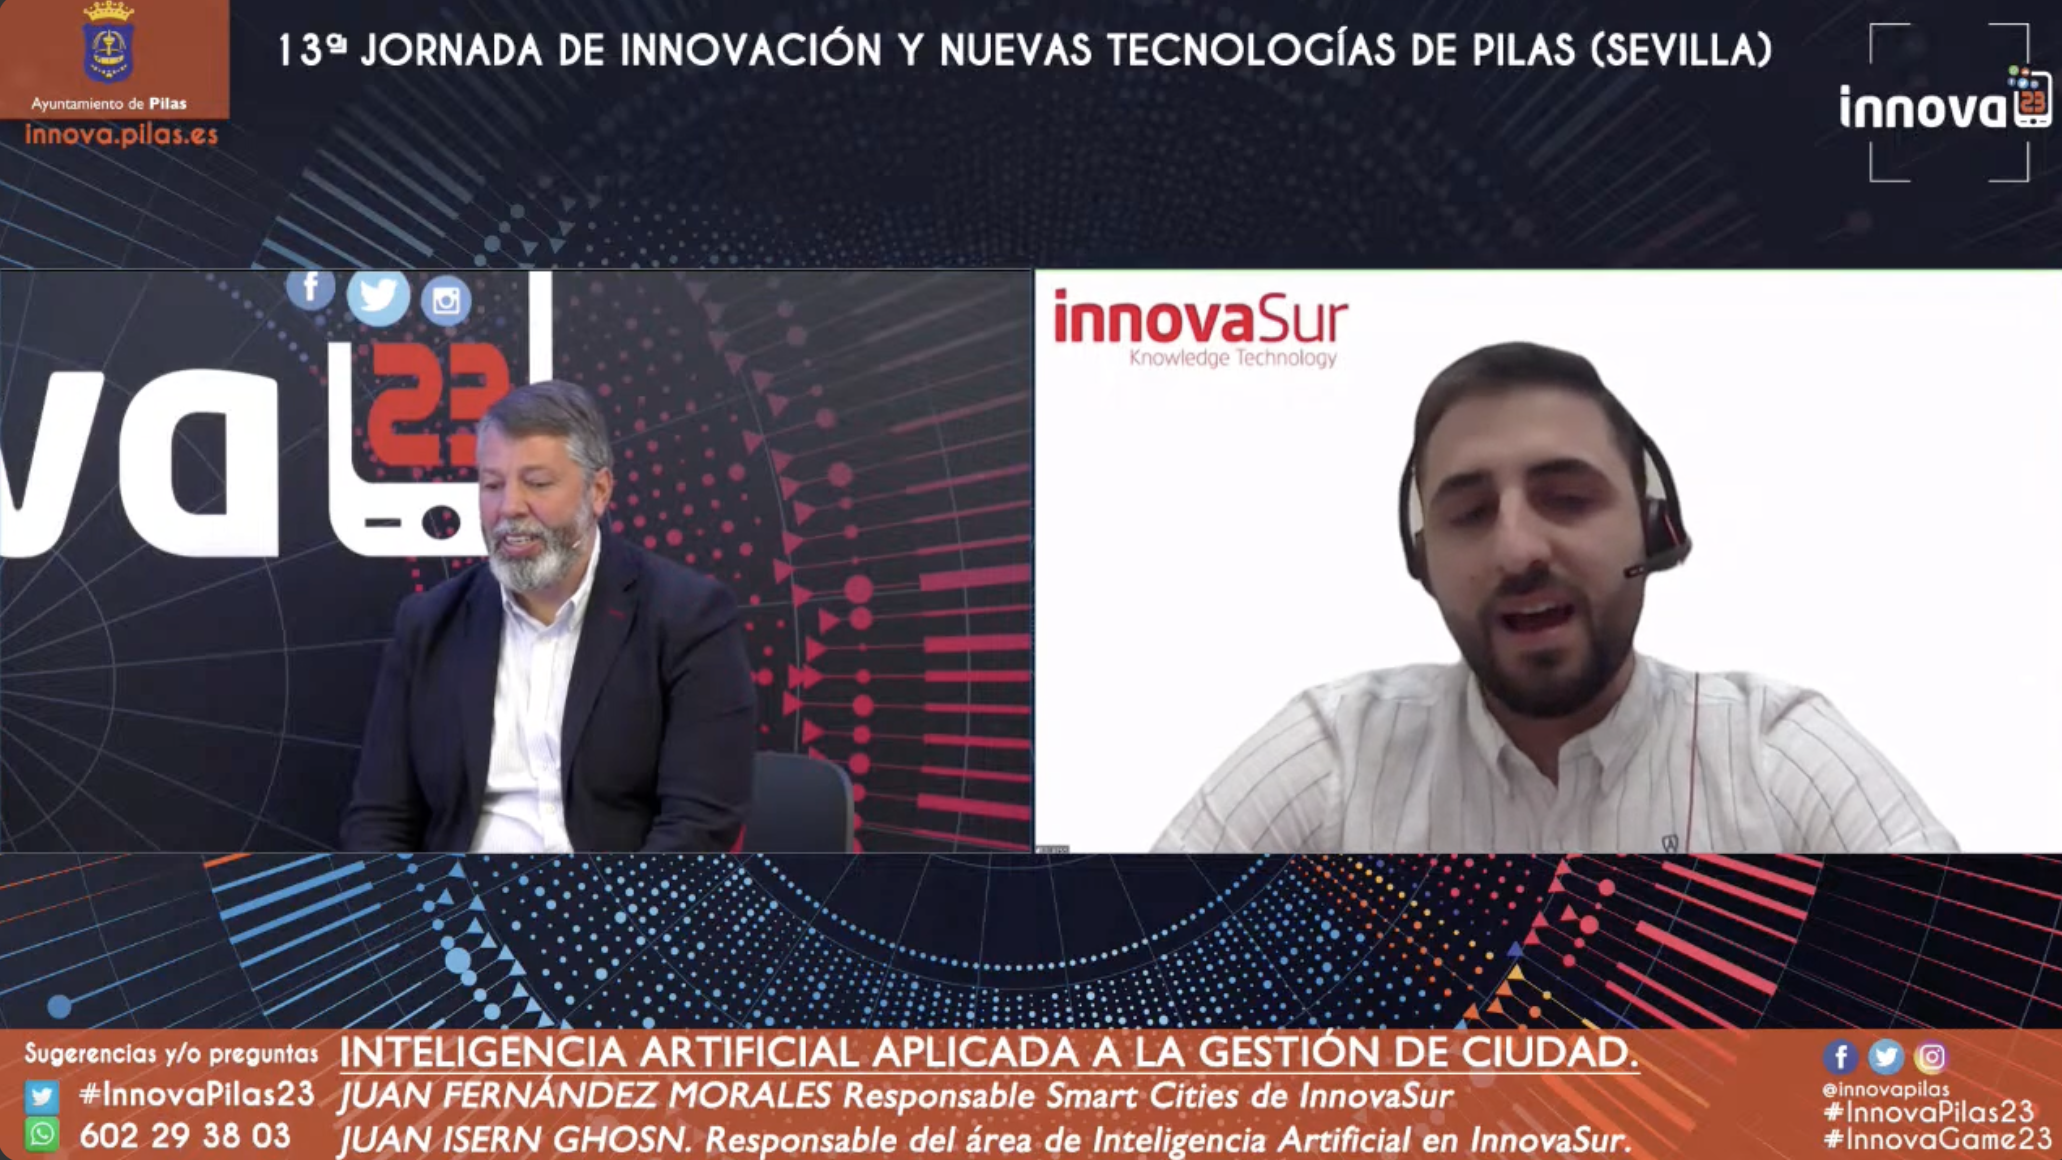 13ª JORNADA DE INNOVACIÓN Y NUEVAS TECNOLOGÍAS DE PILAS (SEVILLA)
Ayuntamiento de Pilas
innova.pilas.es
innova23
va23
innovaSur
Knowledge Technology
Sugerencias y/o preguntas
#InnovaPilas23
602 29 38 03
INTELIGENCIA ARTIFICIAL APLICADA A LA GESTIÓN DE CIUDAD.
JUAN FERNÁNDEZ MORALES Responsable Smart Cities de InnovaSur
JUAN ISERN GHOSN. Responsable del área de Inteligencia Artificial en InnovaSur.
@innovapilas
#InnovaPilas23
#InnovaGame23